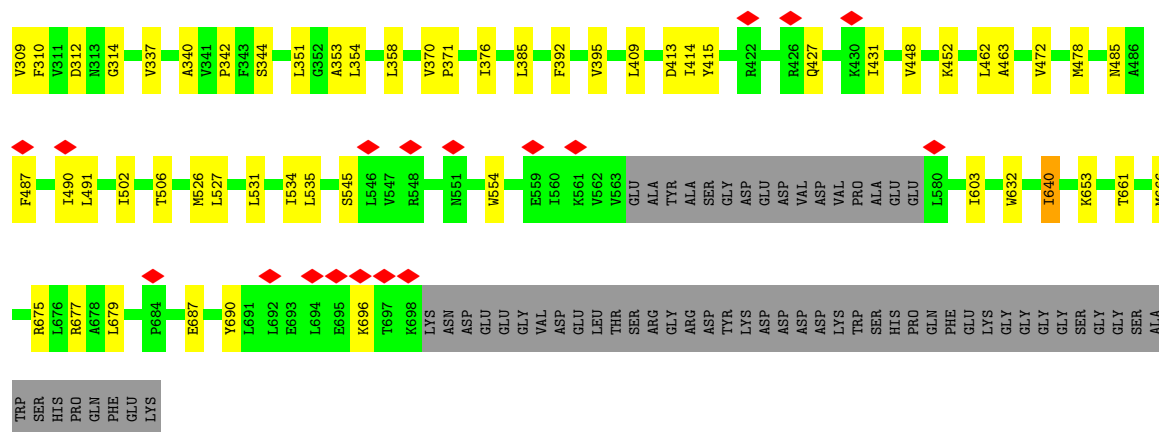 V309 F310 V311 D312 N313 G314 V337 A340 V341 P342 F343 S344 L351 G352 A353 L354 L358 V370 P371 I376 L385 F392 V395 L409 D413 I414 Y415 R422 R426 Q427 K430 I431 V448 K452 L462 A463 V472 M478 N485 A486
F487 I490 L491 I502 T506 M526 L527 L531 I534 L535 S545 L546 V547 R548 N551 W554 E559 I560 K561 V562 V563 GLU ALA TYR ALA SER GLY ASP GLU ASP VAL ASP VAL PRO ALA GLU GLU L580 I603 W632 I640 K653 T661
R675 L676 R677 A678 L679 P684 E687 Y690 L691 L692 E693 L694 E695 K696 T697 K698 LYS ASN ASP GLU GLU GLY VAL ASP GLU LEU THR SER ARG GLY ARG ASP TYR LYS ASP ASP ASP ASP LYS TRP SER HIS PRO GLN PHE GLU LYS GLY GLY GLY GLY SER GLY GLY SER ALA
TRP SER HIS PRO GLN PHE GLU LYS